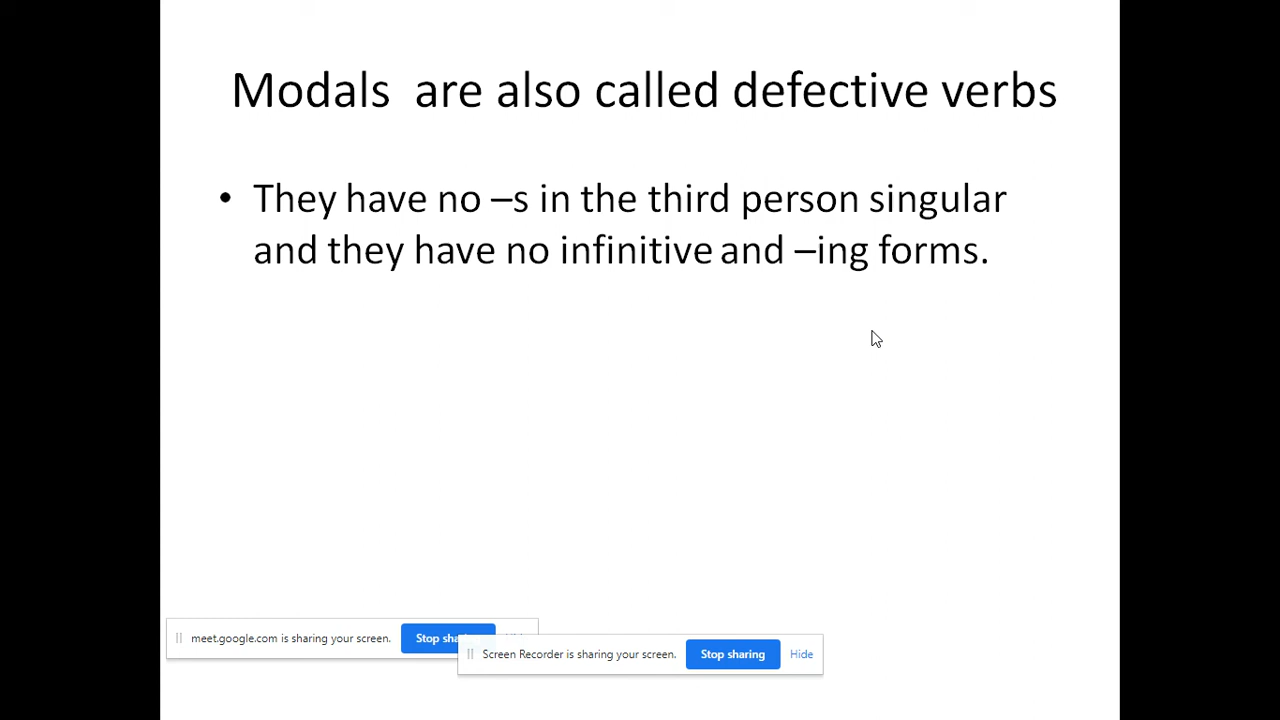 Modals are also called defective verbs
• They have no –s in the third person singular
and they have no infinitive and –ing forms.
meet.google.com is sharing your screen.
Stop
Screen Recorder is sharing your screen.
Stop sharing
Hide